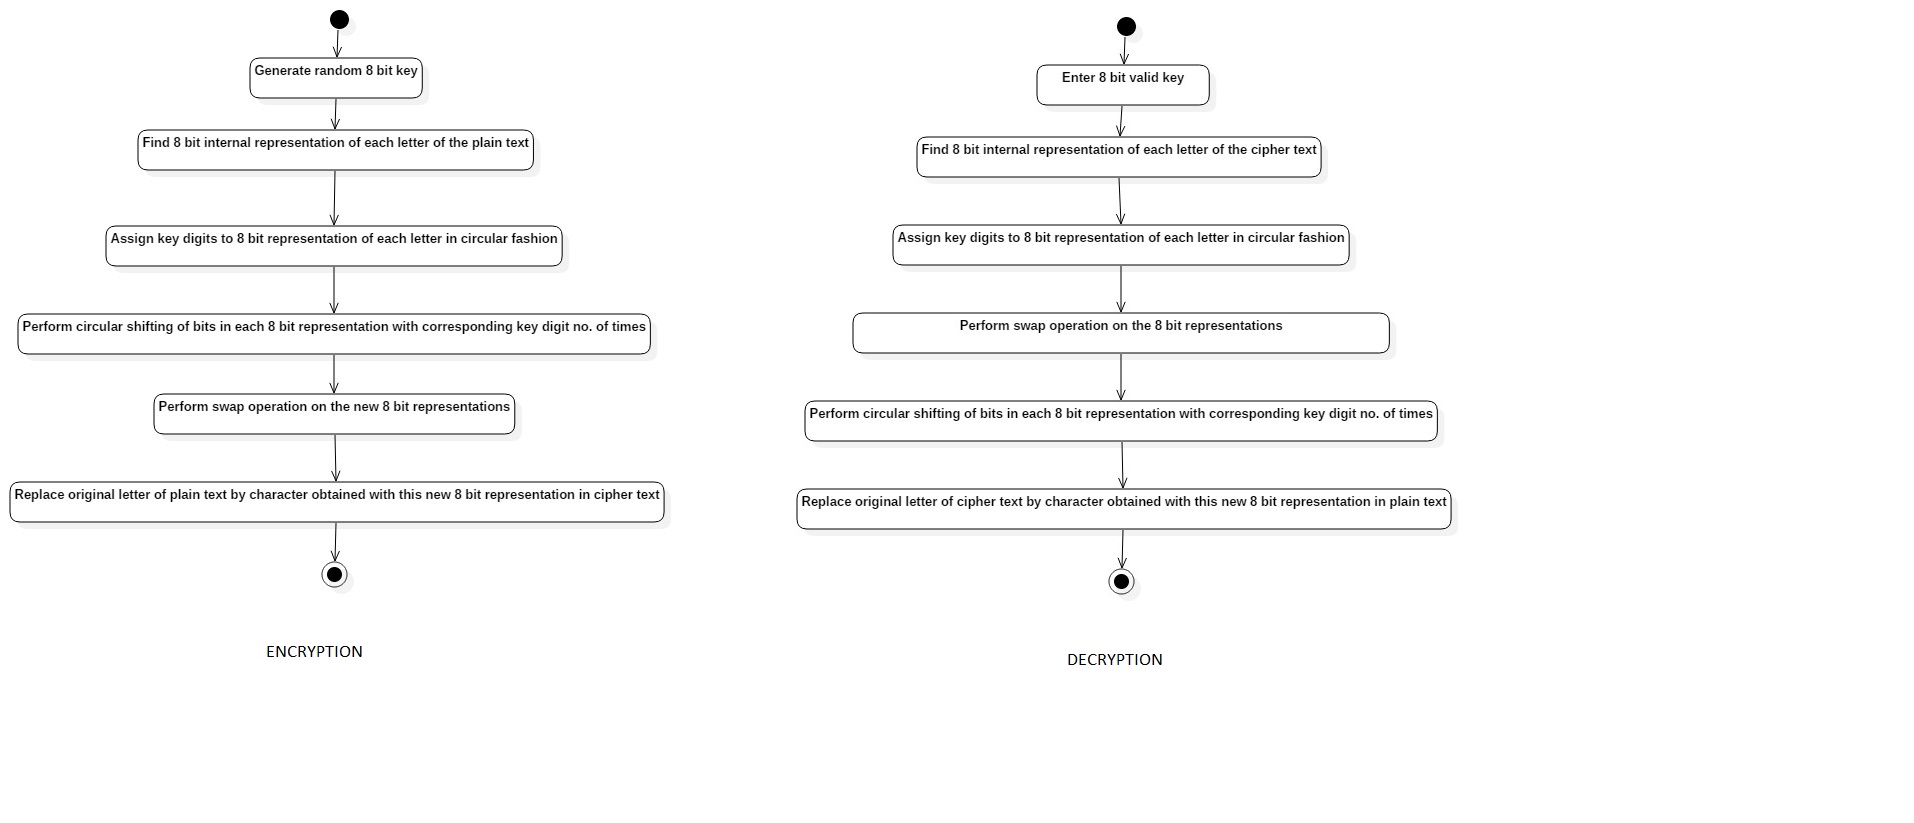 Generate random 8 bit key
Find 8 bit internal representation of each letter of the plain text
Assign key digits to 8 bit representation of each letter in circular fashion
Perform circular shifting of bits in each 8 bit representation with corresponding key digit no. of times
Perform swap operation on the new 8 bit representations
Replace original letter of plain text by character obtained with this new 8 bit representation in cipher text
ENCRYPTION
Enter 8 bit valid key
Find 8 bit internal representation of each letter of the cipher text
Assign key digits to 8 bit representation of each letter in circular fashion
Perform swap operation on the 8 bit representations
Perform circular shifting of bits in each 8 bit representation with corresponding key digit no. of times
Replace original letter of cipher text by character obtained with this new 8 bit representation in plain text
DECRYPTION